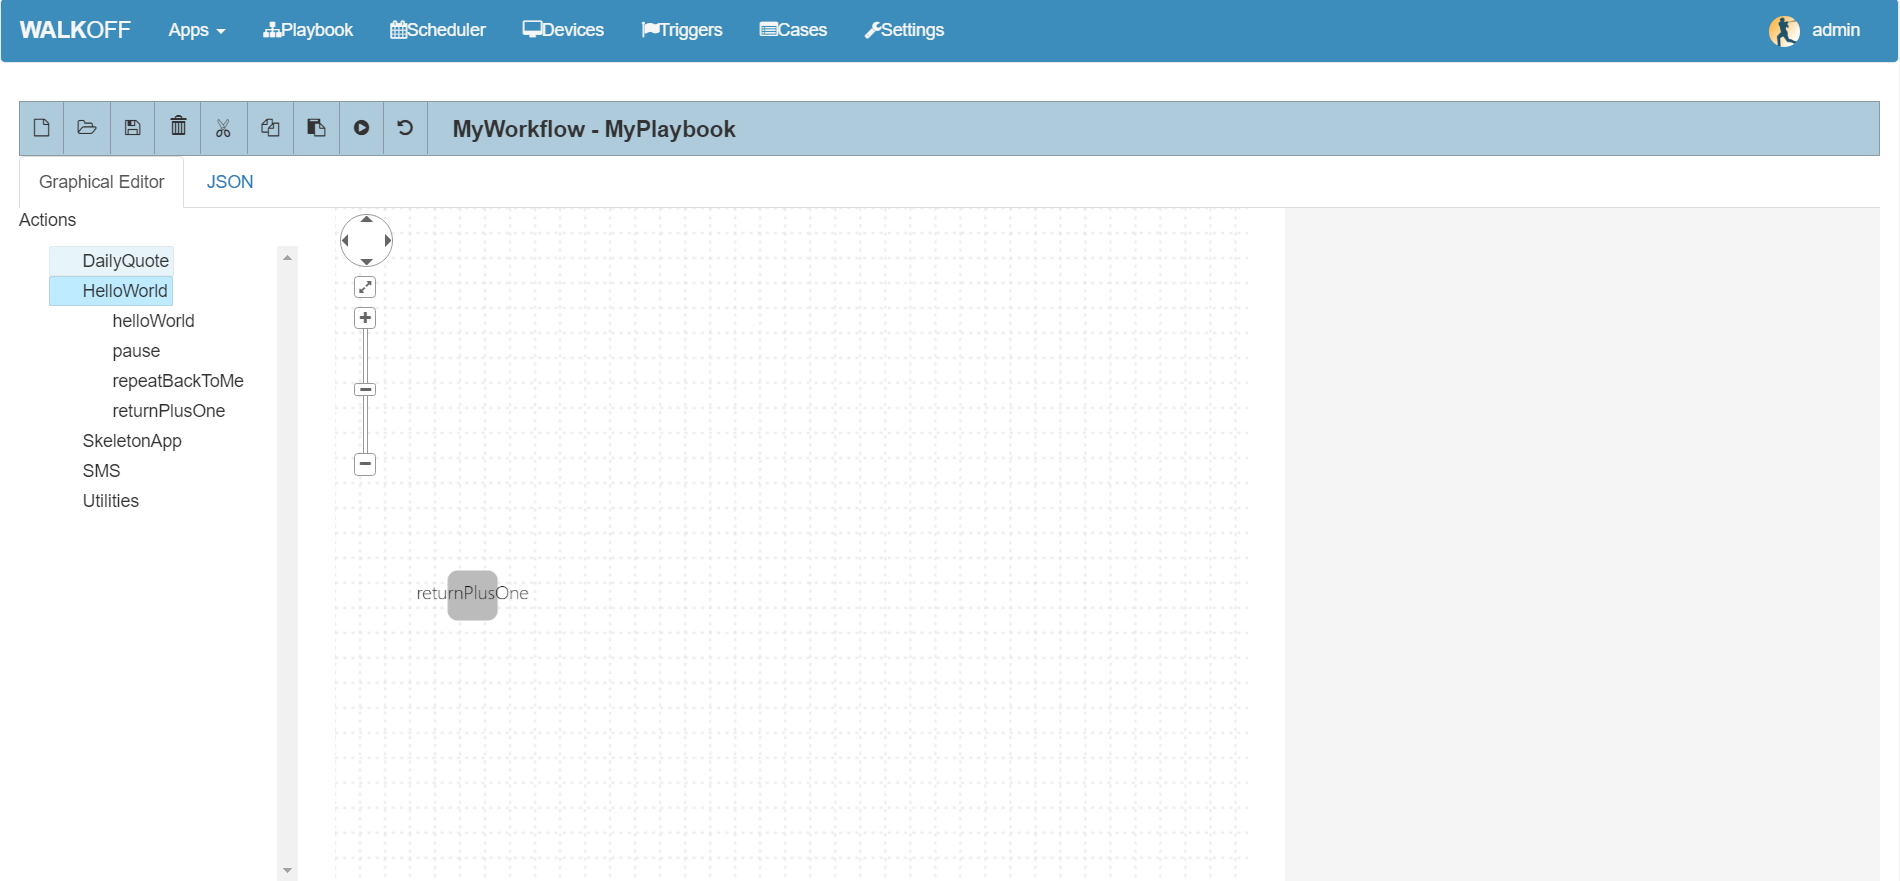 WALKOFF Apps Playbook Scheduler Devices Triggers Cases Settings admin
MyWorkflow - MyPlaybook
Graphical Editor JSON
Actions
DailyQuote
HelloWorld
helloWorld
pause
repeatBackToMe
returnPlusOne
SkeletonApp
SMS
Utilities
returnPlusOne